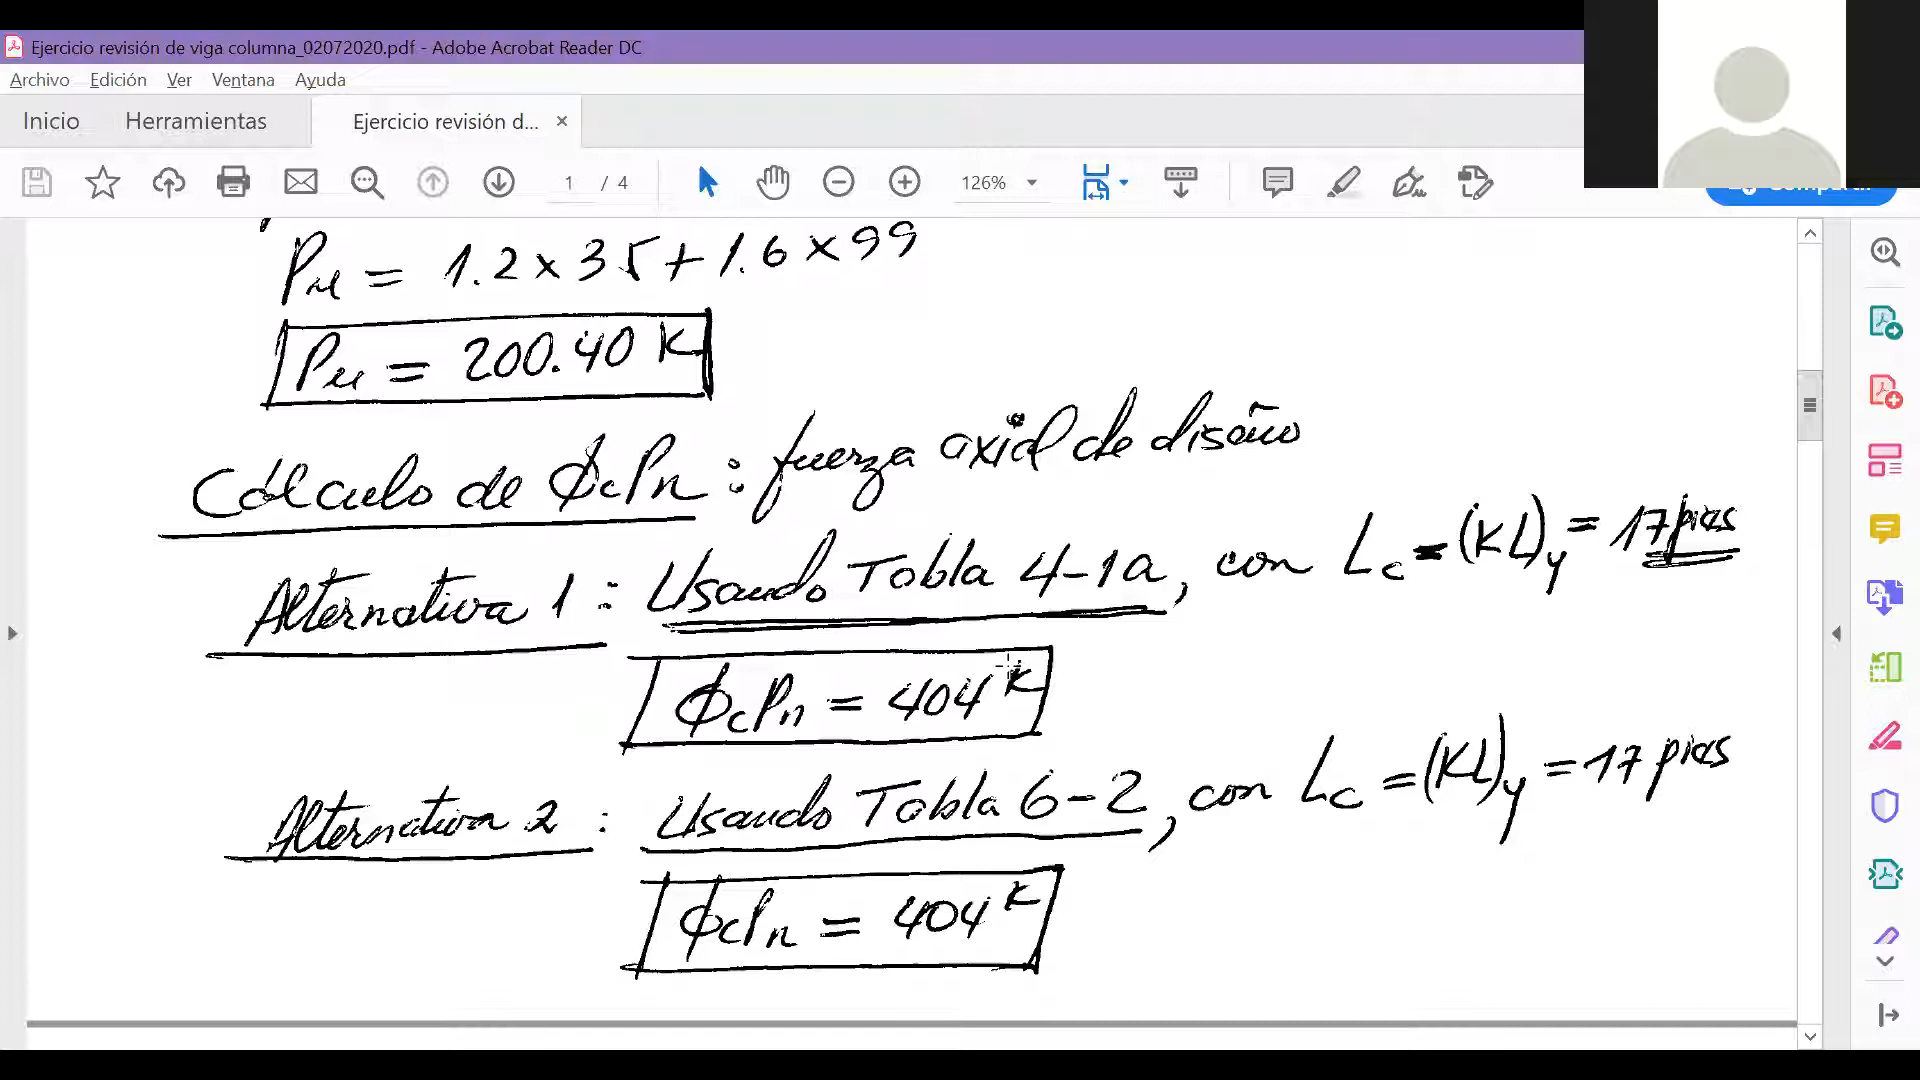 Ejercicio revisión de viga columna_02072020.pdf - Adobe Acrobat Reader DC
Archivo Edición Ver Ventana Ayuda
Inicio Herramientas Ejercicio revisión d... ×
1 / 4 126%
Pu = 1.2 x 35 + 1.6 x 99
Pu = 200.40 K
Cálculo de ϕcPn : fuerza axial de diseño
Alternativa 1 : Usando Tabla 4-1a, con Lc = (KL)y = 17 pies
ϕcPn = 404 K
Alternativa 2 : Usando Tabla 6-2, con Lc = (KL)y = 17 pies
ϕcPn = 404 K